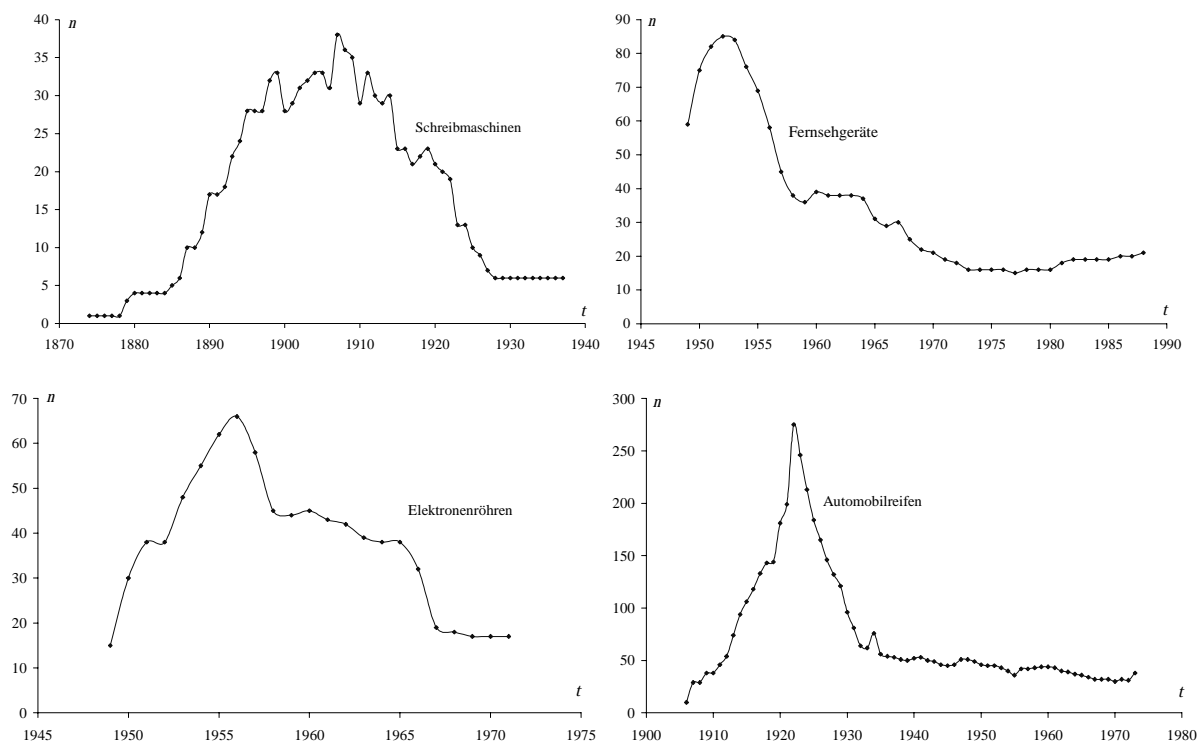 n
40
35
30
25
20
15
10
5
0
Schreibmaschinen
t
1870 1880 1890 1900 1910 1920 1930 1940
n
90
80
70
60
50
40
30
20
10
0
Fernsehgeräte
t
1945 1950 1955 1960 1965 1970 1975 1980 1985 1990
n
70
60
50
40
30
20
10
0
Elektronenröhren
t
1945 1950 1955 1960 1965 1970 1975
n
300
250
200
150
100
50
0
Automobilreifen
t
1900 1910 1920 1930 1940 1950 1960 1970 1980